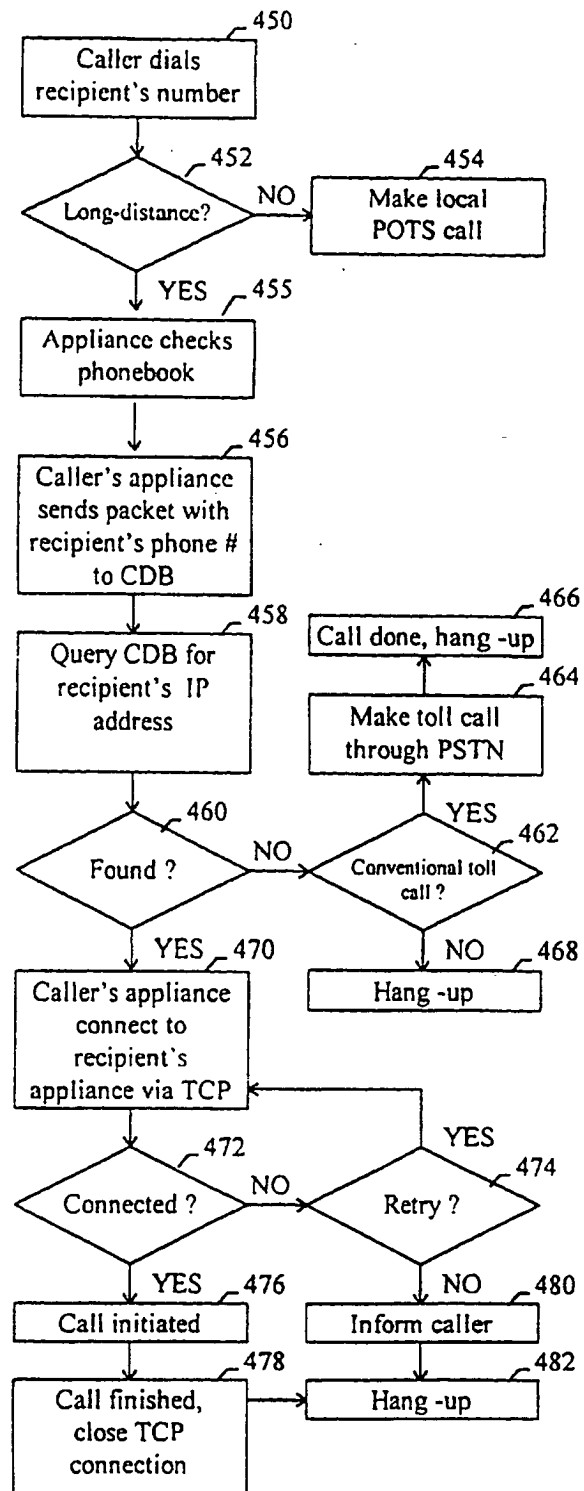 450
Caller dials
recipient's number
452
Long-distance?
NO
454
Make local
POTS call
YES
455
Appliance checks
phonebook
456
Caller's appliance
sends packet with
recipient's phone #
to CDB
458
Query CDB for
recipient's IP
address
466
Call done, hang -up
464
Make toll call
through PSTN
YES
460
Found ?
NO
462
Conventional toll
call ?
YES
470
NO
468
Hang -up
Caller's appliance
connect to
recipient's
appliance via TCP
YES
472
Connected ?
NO
474
Retry ?
YES
476
Call initiated
NO
480
Inform caller
478
Call finished,
close TCP
connection
482
Hang -up